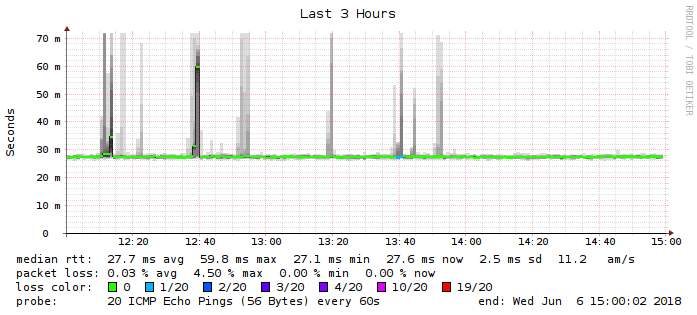 Last 3 Hours
RRDTOOL / TOBI OETIKER
Seconds
70 m
60 m
50 m
40 m
30 m
20 m
10 m
0
12:20 12:40 13:00 13:20 13:40 14:00 14:20 14:40 15:00
median rtt: 27.7 ms avg 59.8 ms max 27.1 ms min 27.6 ms now 2.5 ms sd 11.2 am/s
packet loss: 0.03 % avg 4.50 % max 0.00 % min 0.00 % now
loss color: 0 1/20 2/20 3/20 4/20 10/20 19/20
probe: 20 ICMP Echo Pings (56 Bytes) every 60s end: Wed Jun 6 15:00:02 2018